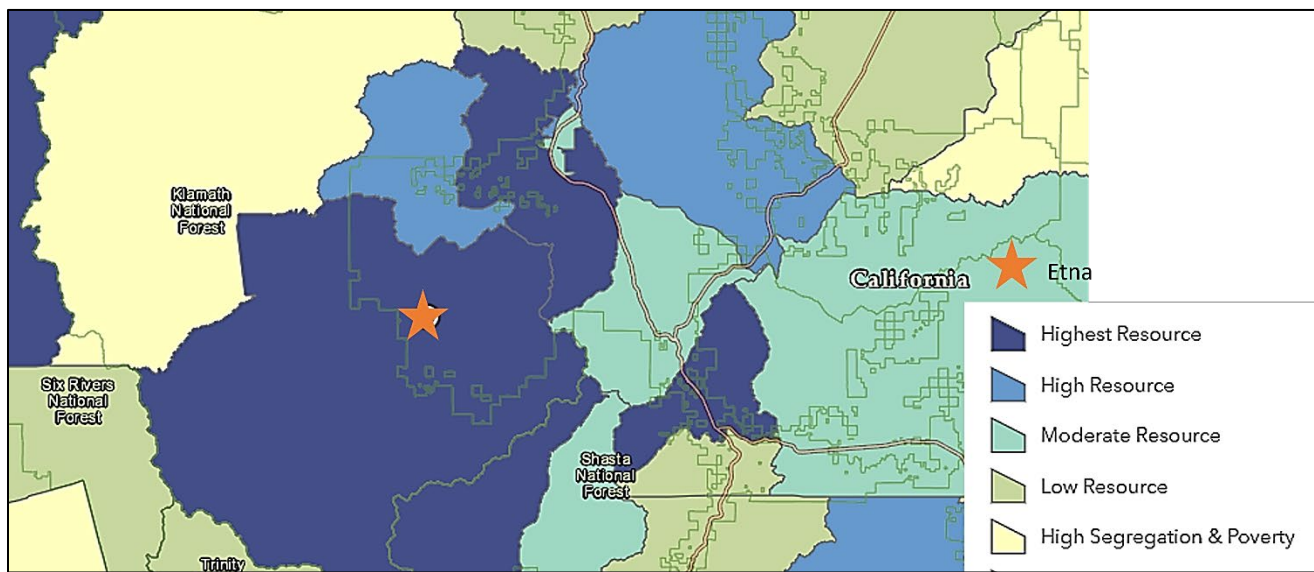 Klamath
National
Forest
California
Etna
Six Rivers
National
Forest
Shasta
National
Forest
Trinity
Highest Resource
High Resource
Moderate Resource
Low Resource
High Segregation & Poverty